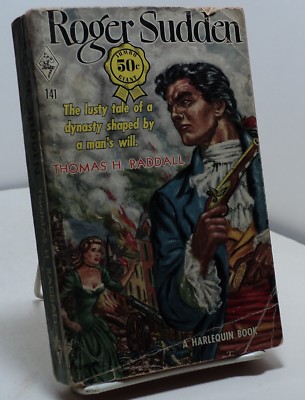 Roger Sudden
JUMBO
50¢
GIANT
141
The lusty tale of a
dynasty shaped by
a man's will.
THOMAS H. RADDALL
A HARLEQUIN BOOK